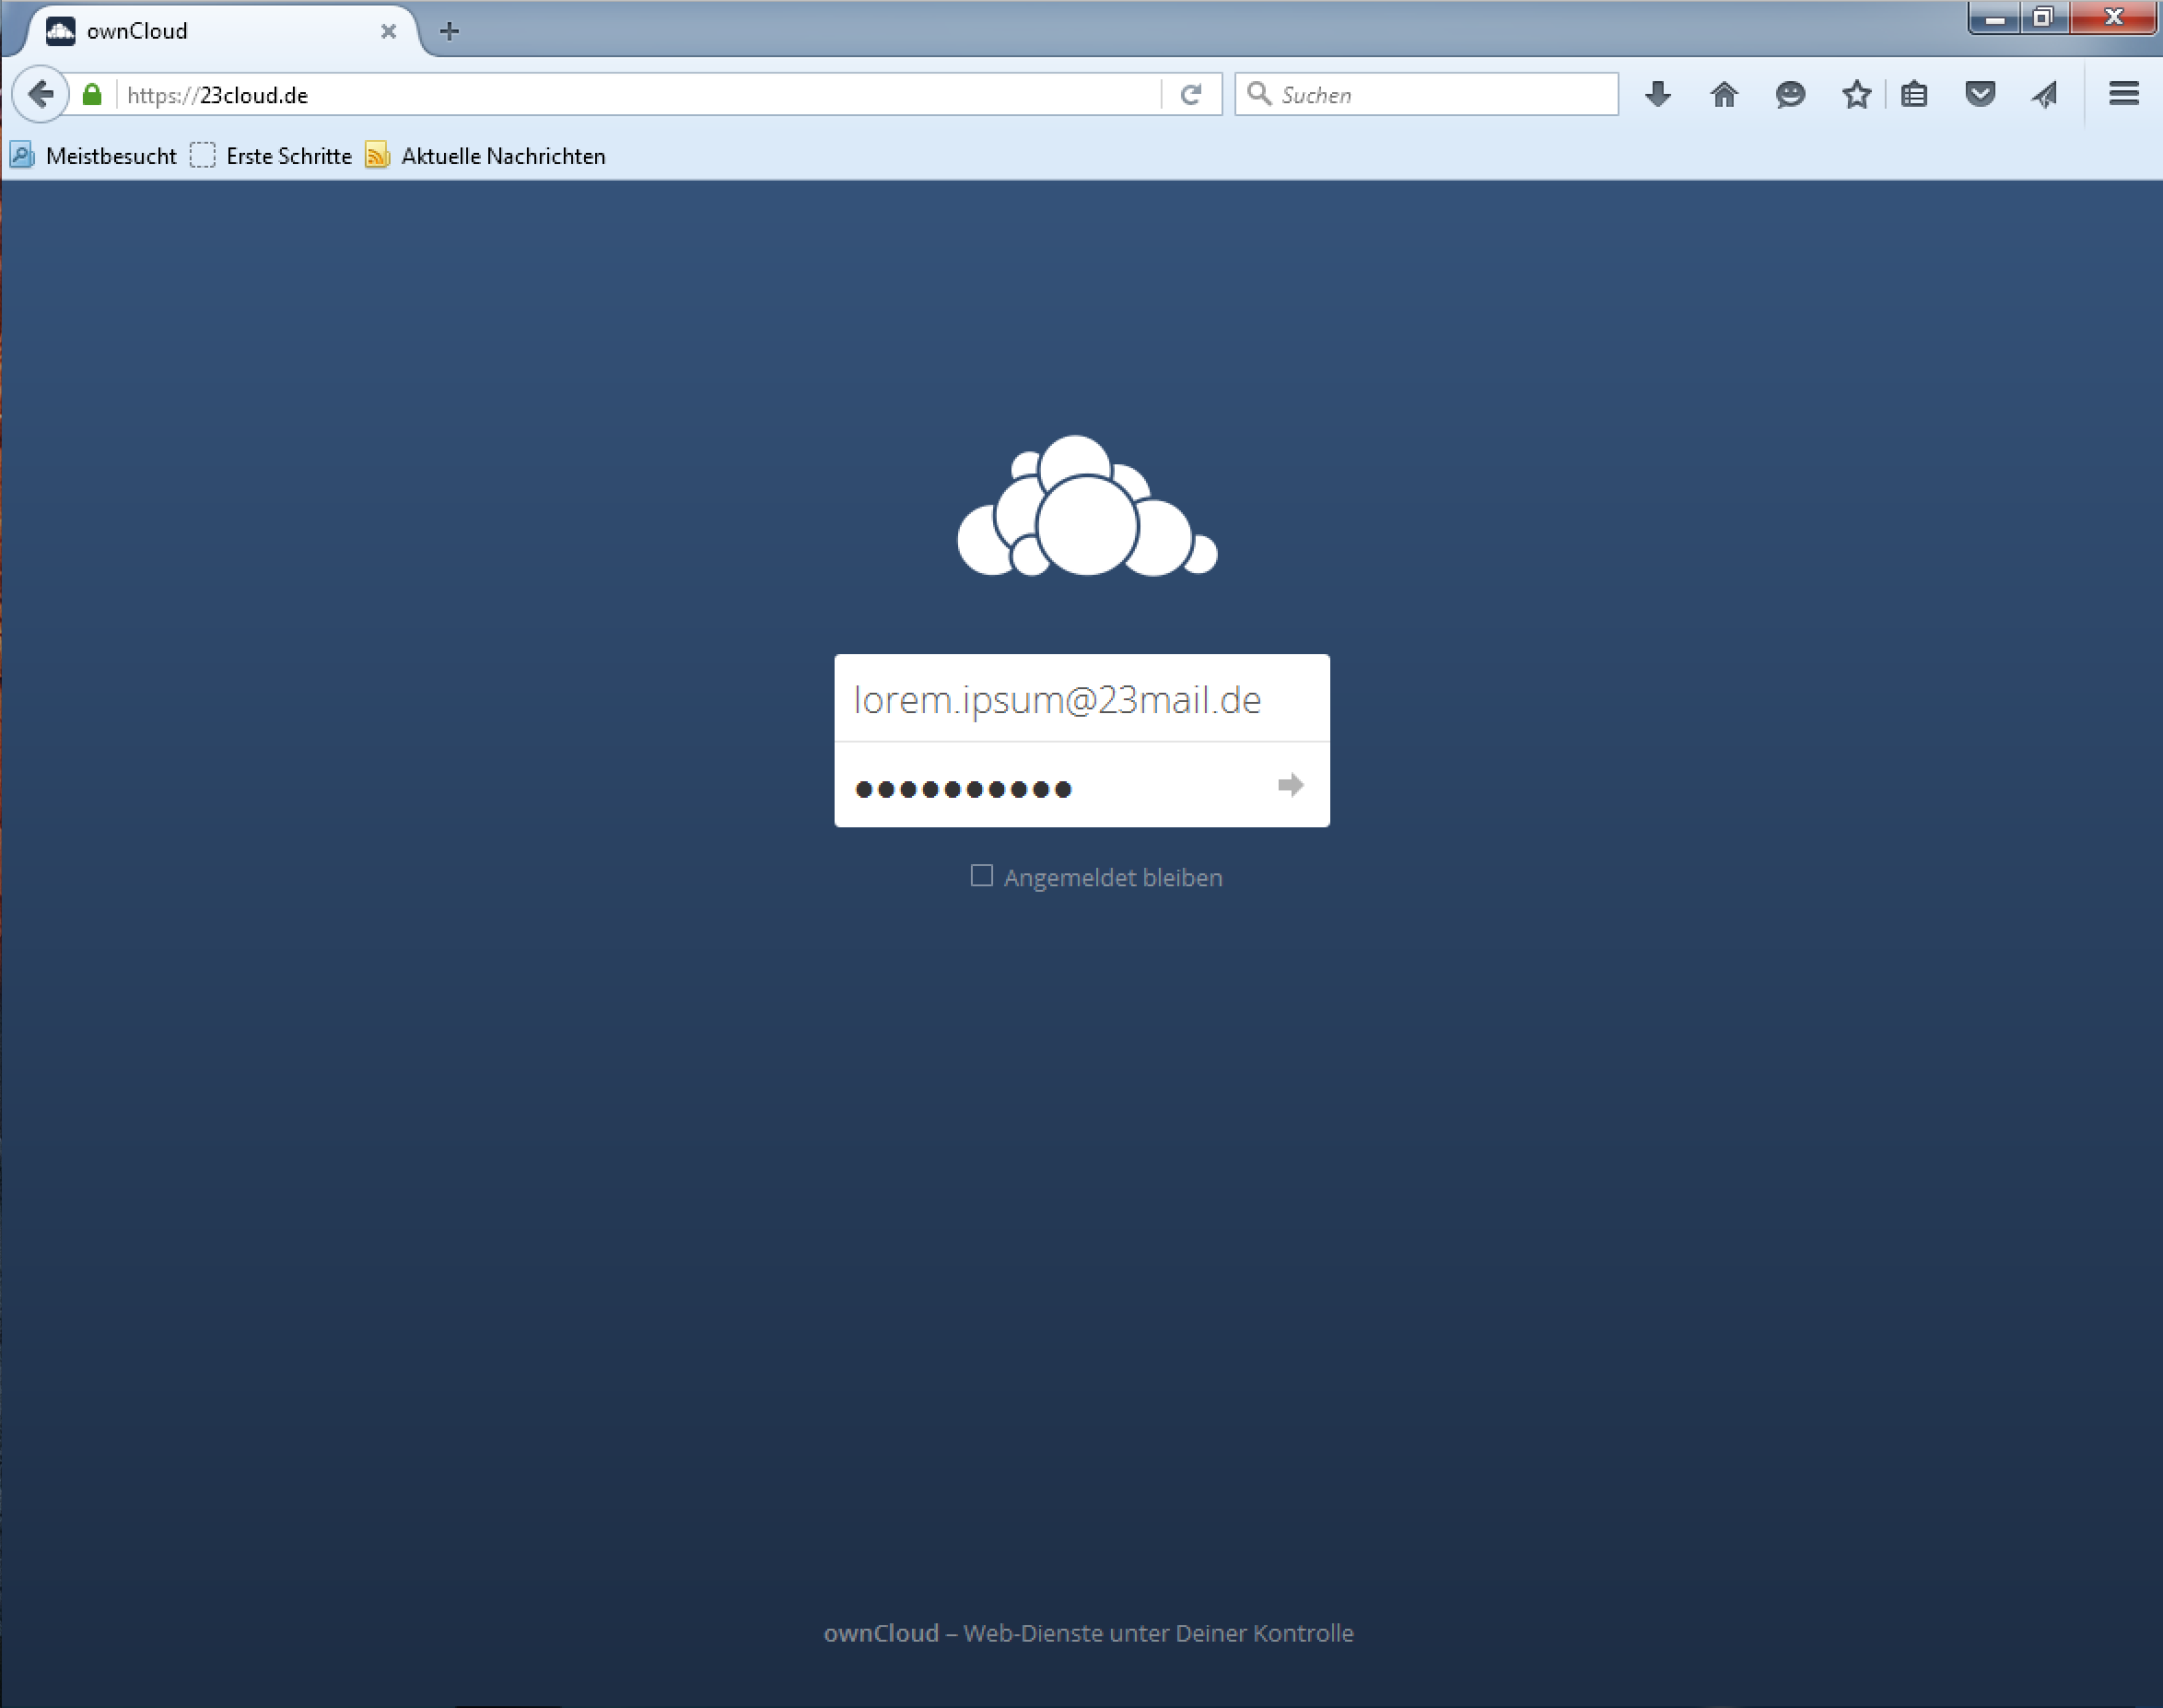 ownCloud
https://23cloud.de
Suchen
Meistbesucht Erste Schritte Aktuelle Nachrichten
lorem.ipsum@23mail.de
●●●●●●●●●●
Angemeldet bleiben
ownCloud – Web-Dienste unter Deiner Kontrolle